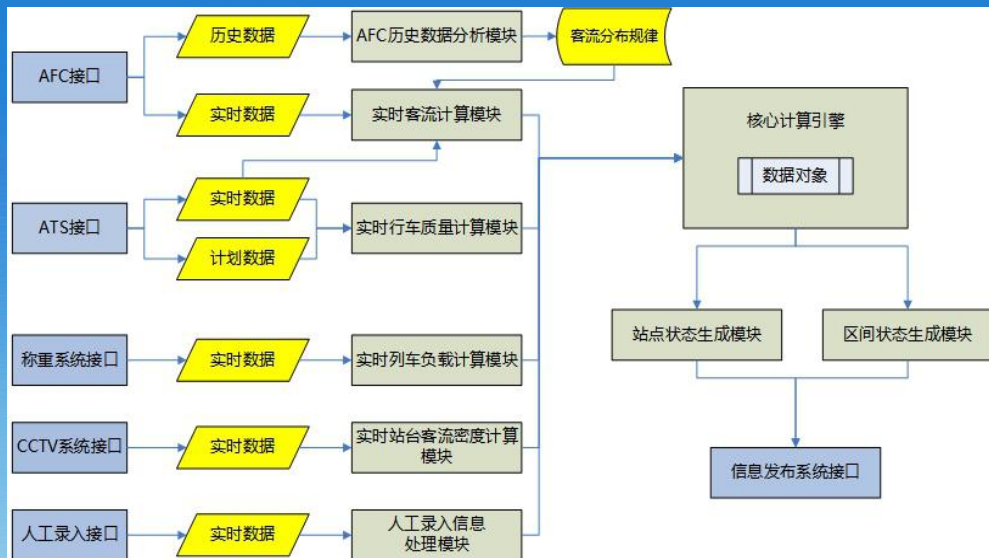 历史数据
AFC历史数据分析模块
客流分布规律
AFC接口
实时数据
实时客流计算模块
核心计算引擎
数据对象
实时数据
ATS接口
实时行车质量计算模块
计划数据
站点状态生成模块
区间状态生成模块
称重系统接口
实时数据
实时列车负载计算模块
CCTV系统接口
实时数据
实时站台客流密度计算
模块
信息发布系统接口
人工录入接口
实时数据
人工录入信息
处理模块